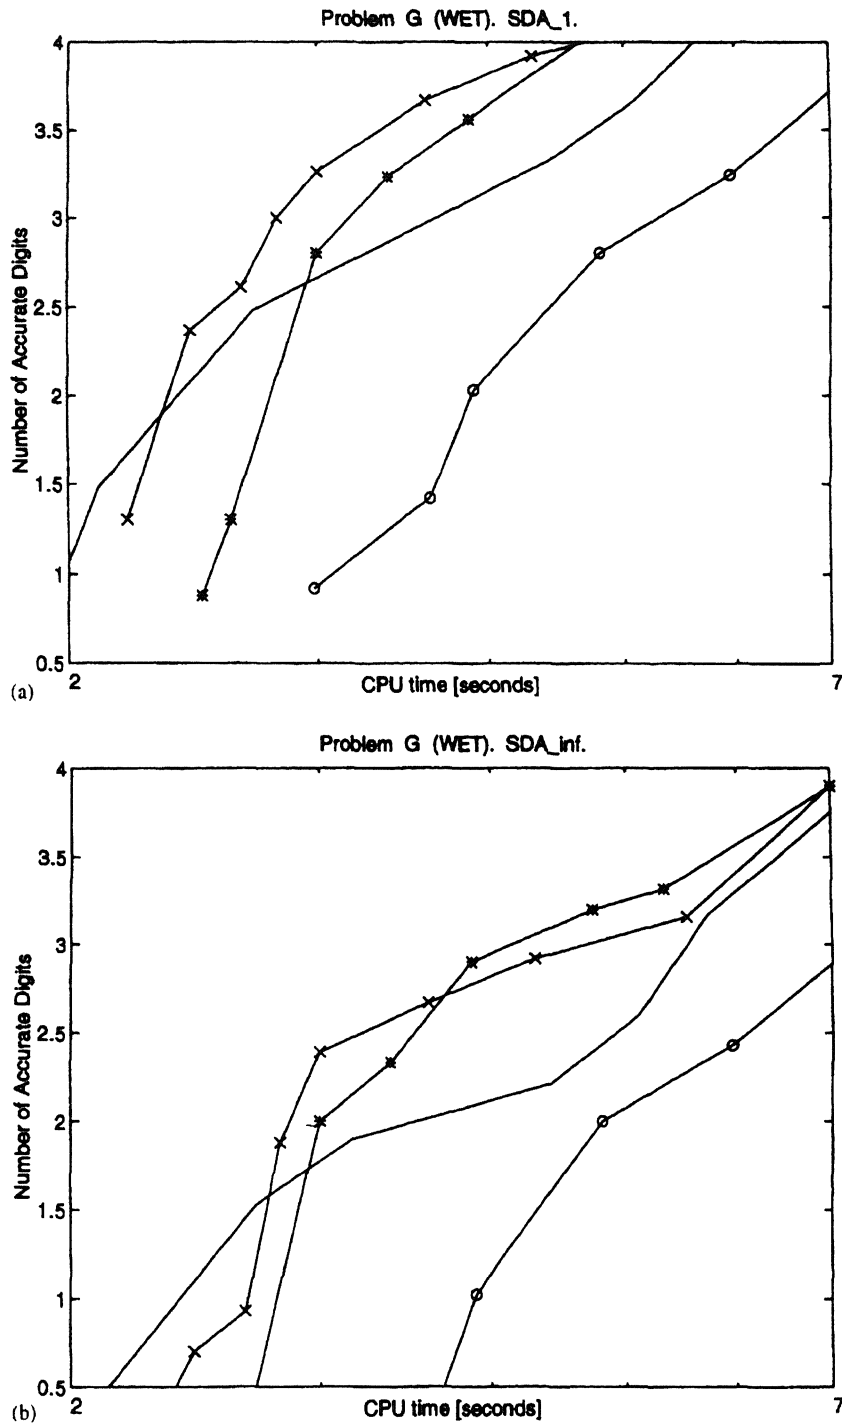 Problem G (WET). SDA_1.
4
3.5
3
2.5
2
1.5
1
0.5
Number of Accurate Digits
2
7
CPU time [seconds]
(a)
Problem G (WET). SDA_inf.
4
3.5
3
2.5
2
1.5
1
0.5
Number of Accurate Digits
2
7
CPU time [seconds]
(b)